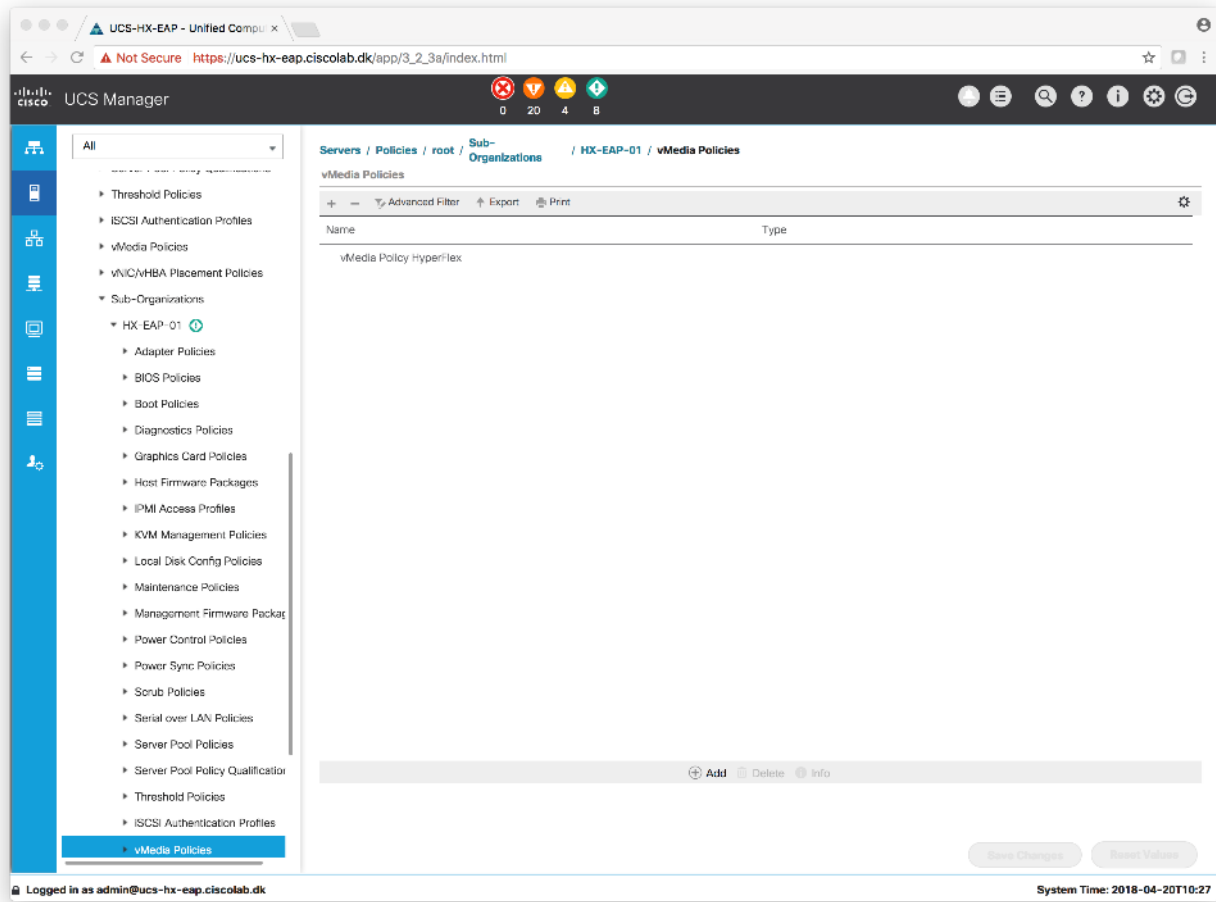 UCS-HX-EAP - Unified Compu
Not Secure https://ucs-hx-eap.ciscolab.dk/app/3_2_3a/index.html
CISCO UCS Manager
0 20 4 8
All
Servers / Policies / root / Sub-Organizations / HX-EAP-01 / vMedia Policies
vMedia Policies
+ − Advanced Filter Export Print
Name Type
vMedia Policy HyperFlex
Server Pool Policy Qualifications
Threshold Policies
iSCSI Authentication Profiles
vMedia Policies
vNIC/vHBA Placement Policies
Sub-Organizations
HX-EAP-01
Adapter Policies
BIOS Policies
Boot Policies
Diagnostics Policies
Graphics Card Policies
Host Firmware Packages
IPMI Access Profiles
KVM Management Policies
Local Disk Config Policies
Maintenance Policies
Management Firmware Packag
Power Control Policies
Power Sync Policies
Scrub Policies
Serial over LAN Policies
Server Pool Policies
Server Pool Policy Qualification
Threshold Policies
iSCSI Authentication Profiles
vMedia Policies
Add Delete Info
Save Changes Reset Values
Logged in as admin@ucs-hx-eap.ciscolab.dk System Time: 2018-04-20T10:27